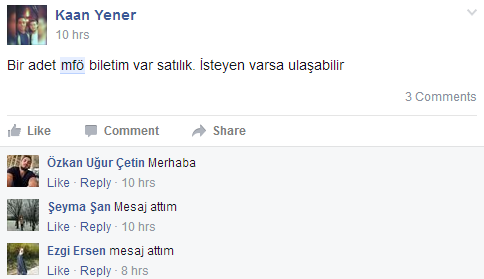 Kaan Yener
10 hrs
Bir adet mfö biletim var satılık. İsteyen varsa ulaşabilir
3 Comments
Like Comment Share
Özkan Uğur Çetin Merhaba
Like · Reply · 10 hrs
Şeyma Şan Mesaj attım
Like · Reply · 10 hrs
Ezgi Ersen mesaj attım
Like · Reply · 8 hrs